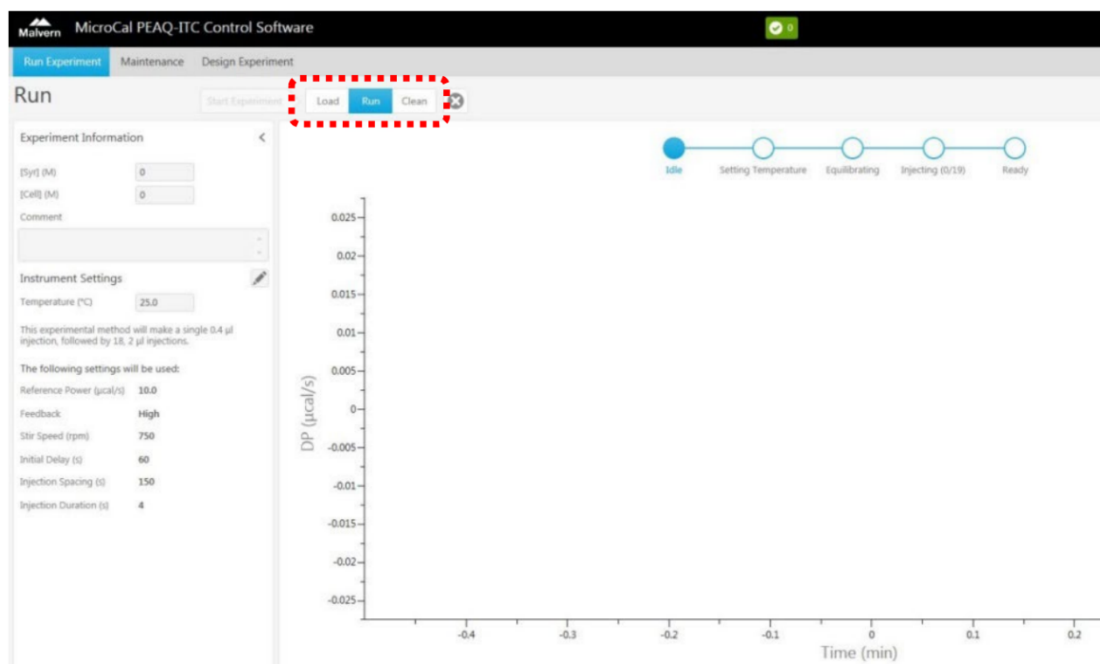 Malvern MicroCal PEAQ-ITC Control Software 0
Run Experiment Maintenance Design Experiment
Run
Start Experiment Load Run Clean
Experiment Information
[Syr] (M) 0
[Cell] (M) 0
Comment
Instrument Settings
Temperature (°C) 25.0
This experimental method will make a single 0.4 µl
injection, followed by 18, 2 µl injections.
The following settings will be used:
Reference Power (µcal/s) 10.0
Feedback High
Stir Speed (rpm) 750
Initial Delay (s) 60
Injection Spacing (s) 150
Injection Duration (s) 4
Idle Setting Temperature Equilibrating Injecting (0/19) Ready
DP (µcal/s)
0.025
0.02
0.015
0.01
0.005
0
-0.005
-0.01
-0.015
-0.02
-0.025
-0.4 -0.3 -0.2 -0.1 0 0.1 0.2
Time (min)